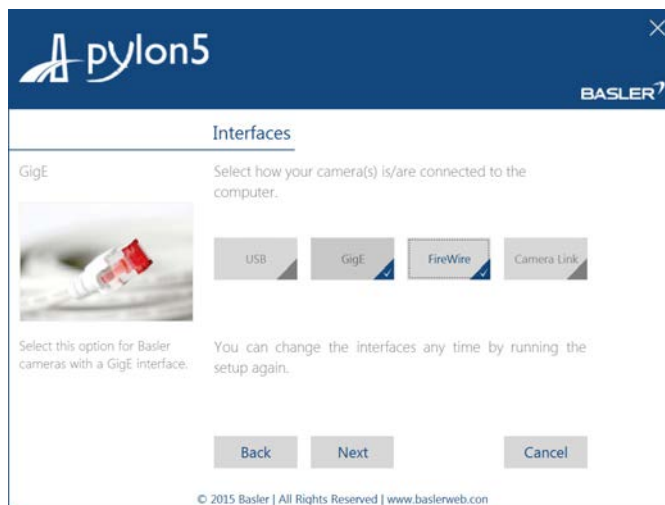 pylon5
BASLER
Interfaces
GigE
Select this option for Basler
cameras with a GigE interface.
Select how your camera(s) is/are connected to the
computer.
USB GigE FireWire Camera Link
You can change the interfaces any time by running the
setup again.
Back Next Cancel
© 2015 Basler | All Rights Reserved | www.baslerweb.con